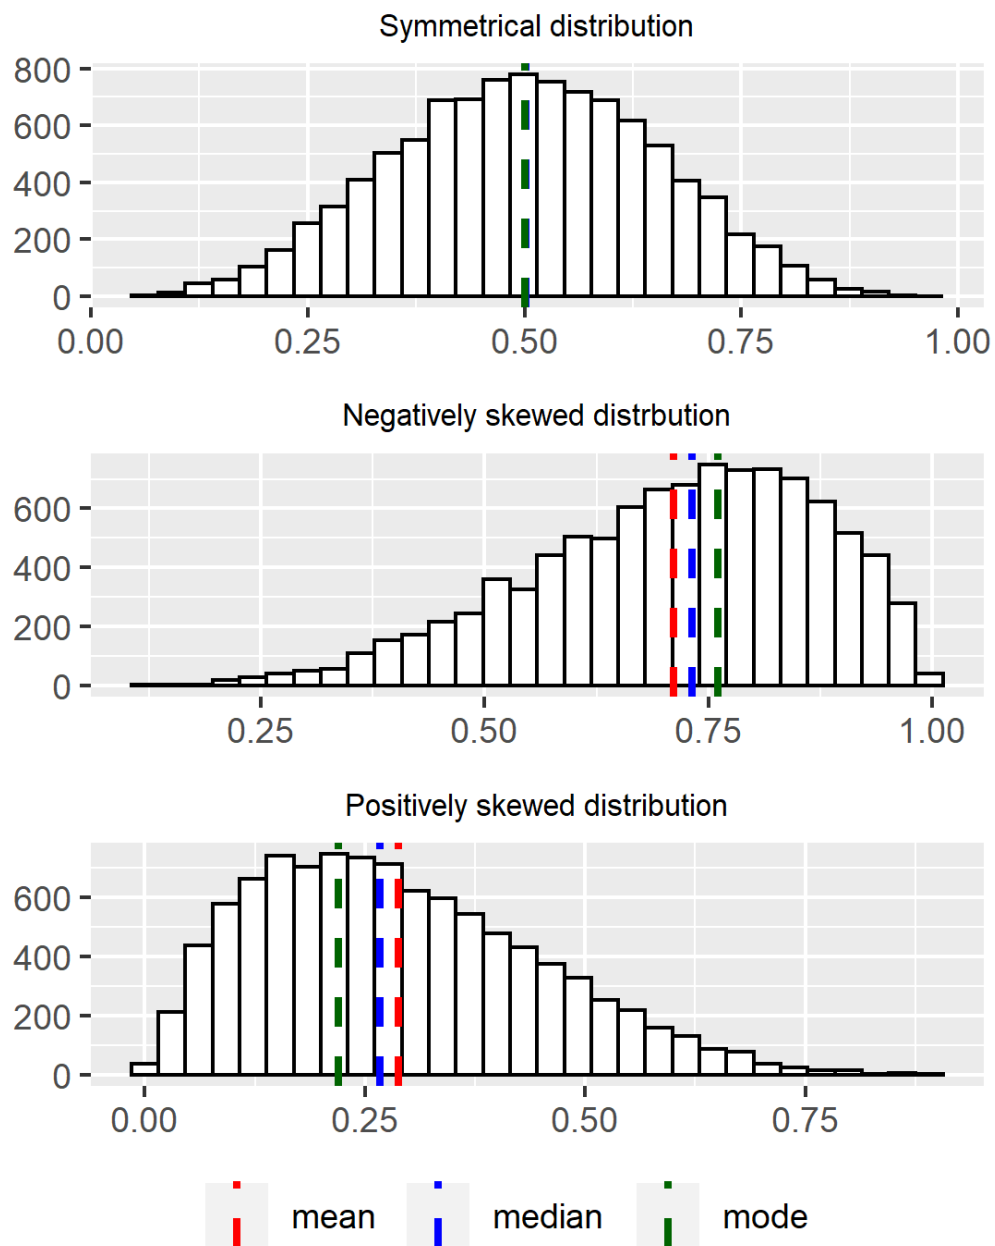 Symmetrical distribution
800
600
400
200
0
0.00 0.25 0.50 0.75 1.00
Negatively skewed distrbution
600
400
200
0
0.25 0.50 0.75 1.00
Positively skewed distribution
600
400
200
0
0.00 0.25 0.50 0.75
mean median mode